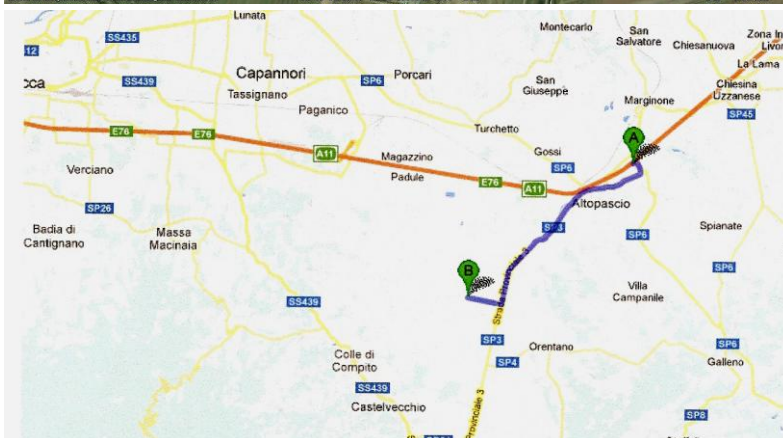 Lunata
Montecarlo
San
Salvatore
Chiesanuova
Zona In
Livor
La Lama
SS435
12
SS439
Capannori
Tassignano
SP6
Porcari
San
Giuseppe
Chiesina
Uzzanese
cca
Paganico
Marginone
SP45
Turchetto
Gossi
A
E76
E76
A11
Magazzino
Padule
SP6
E76
A11
Verciano
Altopascio
SP26
Badia di
Cantignano
Massa
Macinaia
SP3
SP6
Spianate
B
Strada Provinciale 3
SP6
Villa
Campanile
SS439
SP3
SP4
Orentano
SP6
Galleno
Colle di
Compito
SS439
Castelvecchio
Provinciale 3
SP8